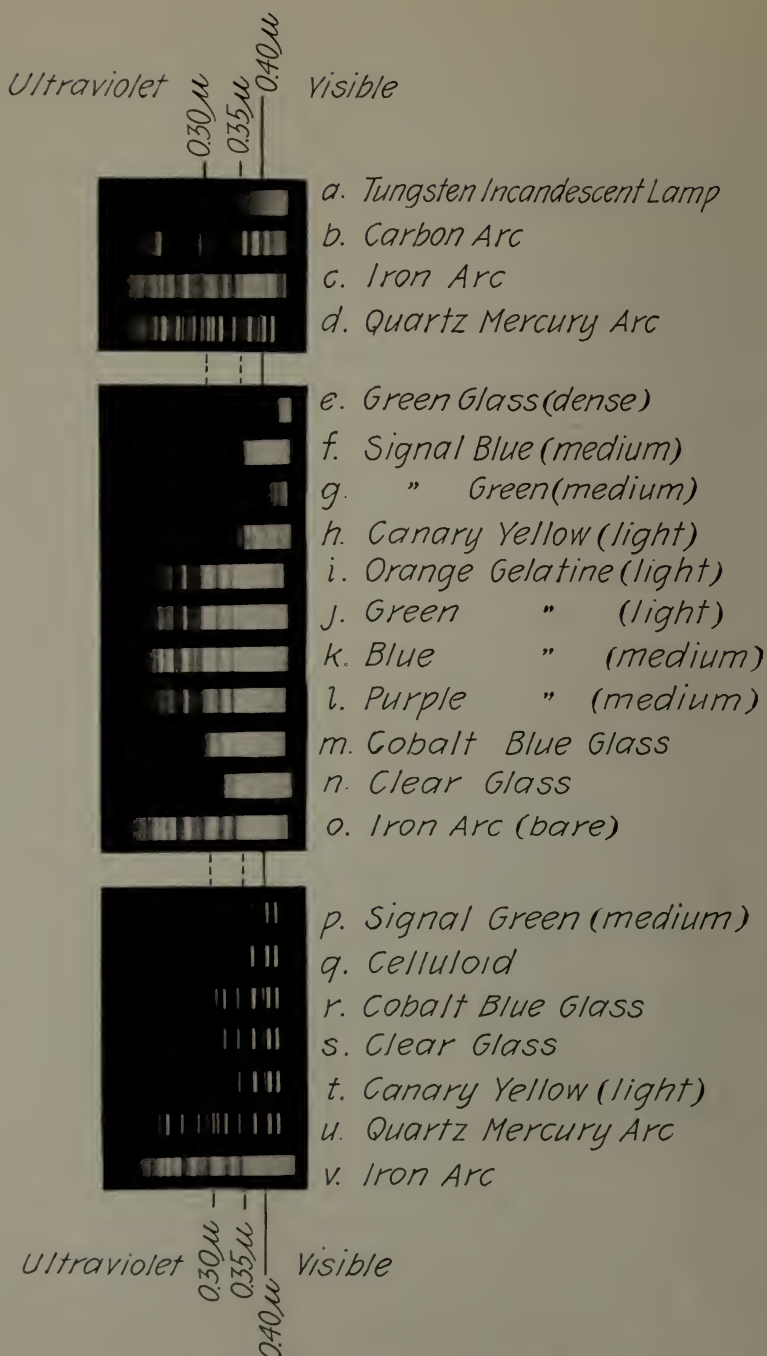 Ultraviolet 0.30µ 0.35µ 0.40µ Visible
a. Tungsten Incandescent Lamp
b. Carbon Arc
c. Iron Arc
d. Quartz Mercury Arc
e. Green Glass (dense)
f. Signal Blue (medium)
g. " Green (medium)
h. Canary Yellow (light)
i. Orange Gelatine (light)
j. Green " (light)
k. Blue " (medium)
l. Purple " (medium)
m. Cobalt Blue Glass
n. Clear Glass
o. Iron Arc (bare)
p. Signal Green (medium)
q. Celluloid
r. Cobalt Blue Glass
s. Clear Glass
t. Canary Yellow (light)
u. Quartz Mercury Arc
v. Iron Arc
Ultraviolet 0.30µ 0.35µ 0.40µ Visible